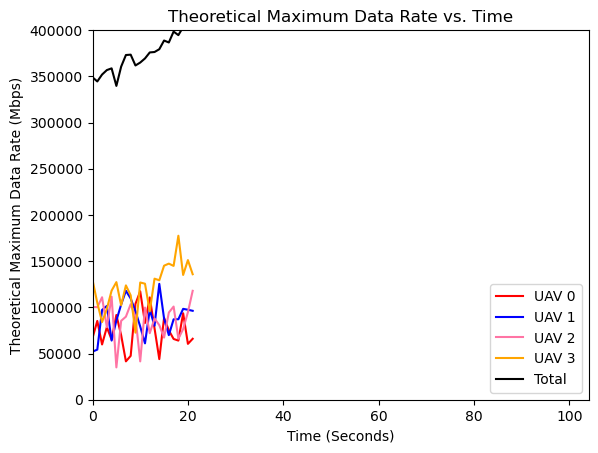 Theoretical Maximum Data Rate vs. Time
Theoretical Maximum Data Rate (Mbps)
400000
350000
300000
250000
200000
150000
100000
50000
0
0 20 40 60 80 100
Time (Seconds)
UAV 0
UAV 1
UAV 2
UAV 3
Total